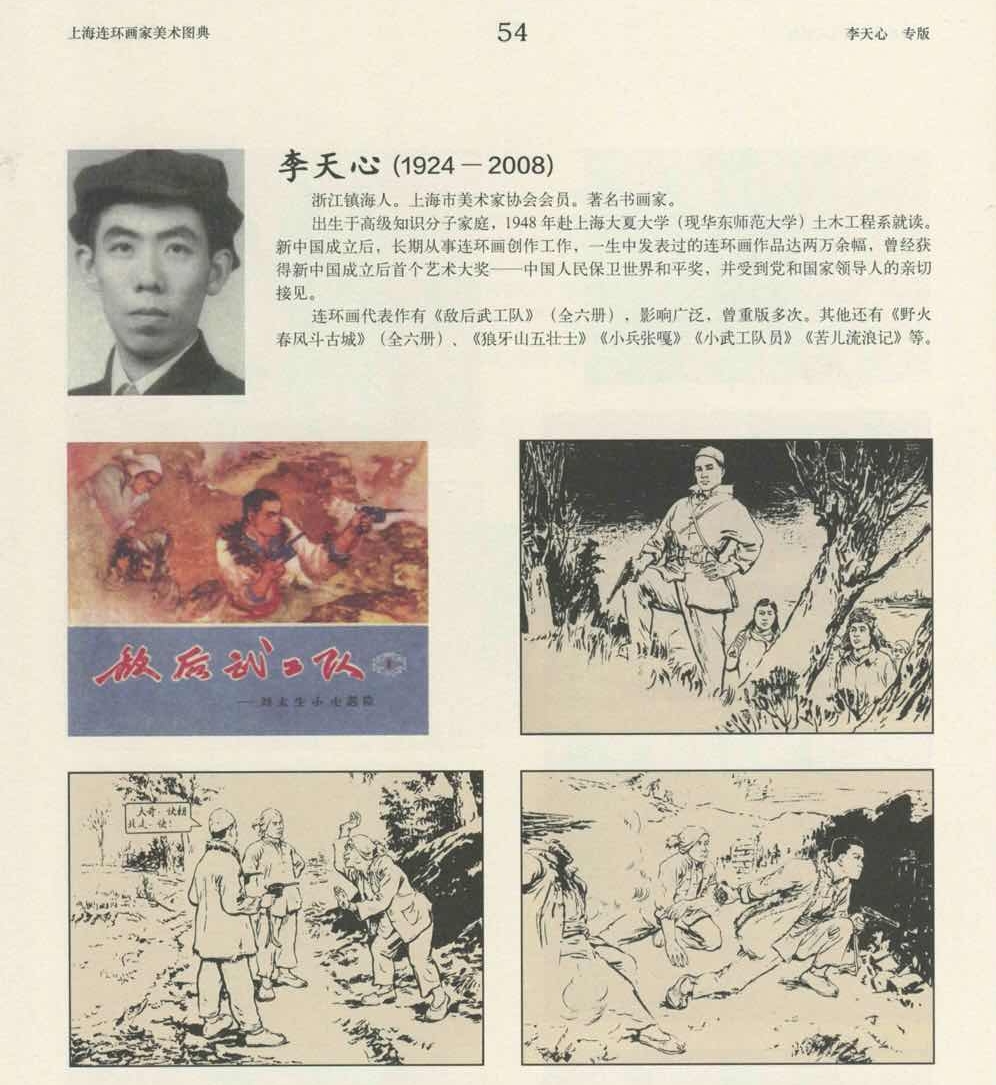 上海连环画家美术图典
54
李天心 专版
李天心 (1924－2008)
浙江镇海人。上海市美术家协会会员。著名书画家。
出生于高级知识分子家庭，1948 年赴上海大夏大学（现华东师范大学）土木工程系就读。
新中国成立后，长期从事连环画创作工作，一生中发表过的连环画作品达两万余幅，曾经获
得新中国成立后首个艺术大奖——中国人民保卫世界和平奖，并受到党和国家领导人的亲切
接见。
连环画代表作有《敌后武工队》（全六册），影响广泛，曾重版多次。其他还有《野火
春风斗古城》（全六册）、《狼牙山五壮士》《小兵张嘎》《小武工队员》《苦儿流浪记》等。
敌后武工队